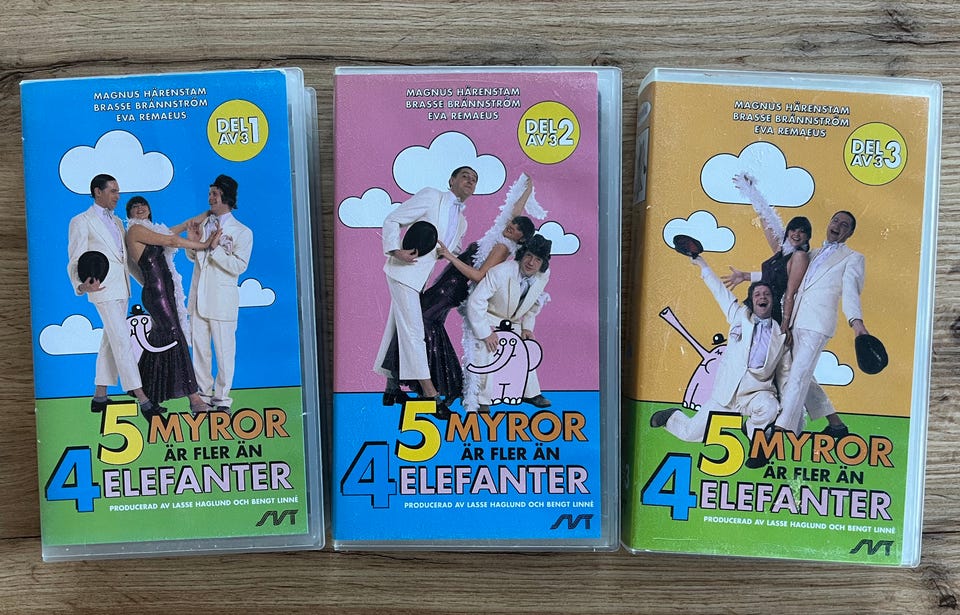 MAGNUS HÄRENSTAM
BRASSE BRÄNNSTRÖM
EVA REMAEUS
DEL 1
AV 3
5 MYROR
ÄR FLER ÄN
4 ELEFANTER
PRODUCERAD AV LASSE HAGLUND OCH BENGT LINNÉ
SVT
MAGNUS HÄRENSTAM
BRASSE BRÄNNSTRÖM
EVA REMAEUS
DEL 2
AV 3
5 MYROR
ÄR FLER ÄN
4 ELEFANTER
PRODUCERAD AV LASSE HAGLUND OCH BENGT LINNÉ
SVT
MAGNUS HÄRENSTAM
BRASSE BRÄNNSTRÖM
EVA REMAEUS
DEL 3
AV 3
5 MYROR
ÄR FLER ÄN
4 ELEFANTER
PRODUCERAD AV LASSE HAGLUND OCH BENGT LINNÉ
SVT